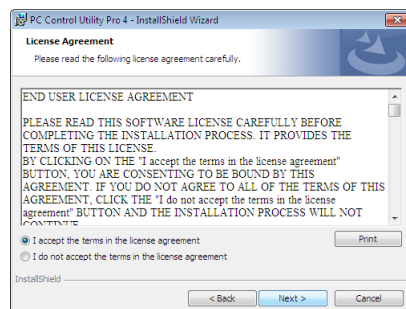 PC Control Utility Pro 4 - InstallShield Wizard
License Agreement
Please read the following license agreement carefully.
END USER LICENSE AGREEMENT
PLEASE READ THIS SOFTWARE LICENSE CAREFULLY BEFORE
COMPLETING THE INSTALLATION PROCESS. IT PROVIDES THE
TERMS OF THIS LICENSE.
BY CLICKING ON THE "I accept the terms in the license agreement"
BUTTON, YOU ARE CONSENTING TO BE BOUND BY THIS
AGREEMENT. IF YOU DO NOT AGREE TO ALL OF THE TERMS OF THIS
AGREEMENT, CLICK THE "I do not accept the terms in the license
agreement" BUTTON AND THE INSTALLATION PROCESS WILL NOT
CONTINUE
I accept the terms in the license agreement
Print
I do not accept the terms in the license agreement
InstallShield
< Back
Next >
Cancel